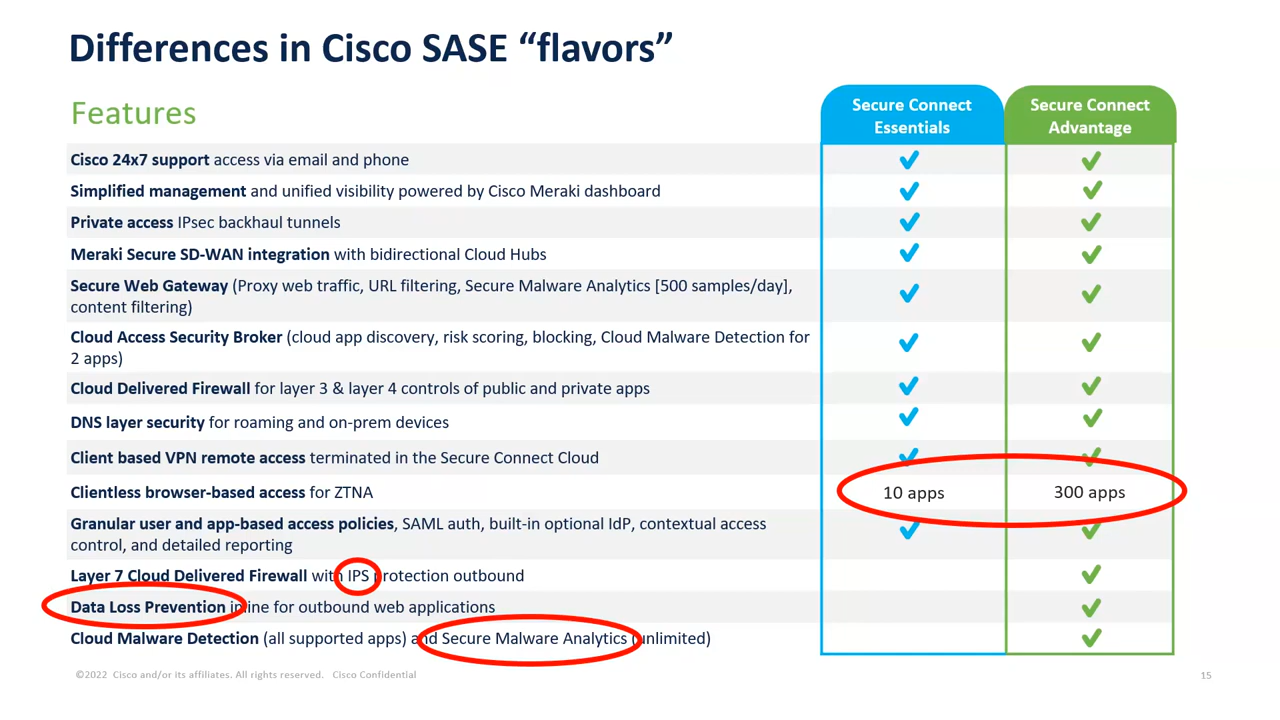 Differences in Cisco SASE “flavors”
Features
Secure Connect
Essentials
Secure Connect
Advantage
Cisco 24x7 support access via email and phone
Simplified management and unified visibility powered by Cisco Meraki dashboard
Private access IPsec backhaul tunnels
Meraki Secure SD-WAN integration with bidirectional Cloud Hubs
Secure Web Gateway (Proxy web traffic, URL filtering, Secure Malware Analytics [500 samples/day],
content filtering)
Cloud Access Security Broker (cloud app discovery, risk scoring, blocking, Cloud Malware Detection for
2 apps)
Cloud Delivered Firewall for layer 3 & layer 4 controls of public and private apps
DNS layer security for roaming and on-prem devices
Client based VPN remote access terminated in the Secure Connect Cloud
Clientless browser-based access for ZTNA 10 apps 300 apps
Granular user and app-based access policies, SAML auth, built-in optional IdP, contextual access
control, and detailed reporting
Layer 7 Cloud Delivered Firewall with IPS protection outbound
Data Loss Prevention inline for outbound web applications
Cloud Malware Detection (all supported apps) and Secure Malware Analytics (unlimited)
©2022 Cisco and/or its affiliates. All rights reserved. Cisco Confidential
15